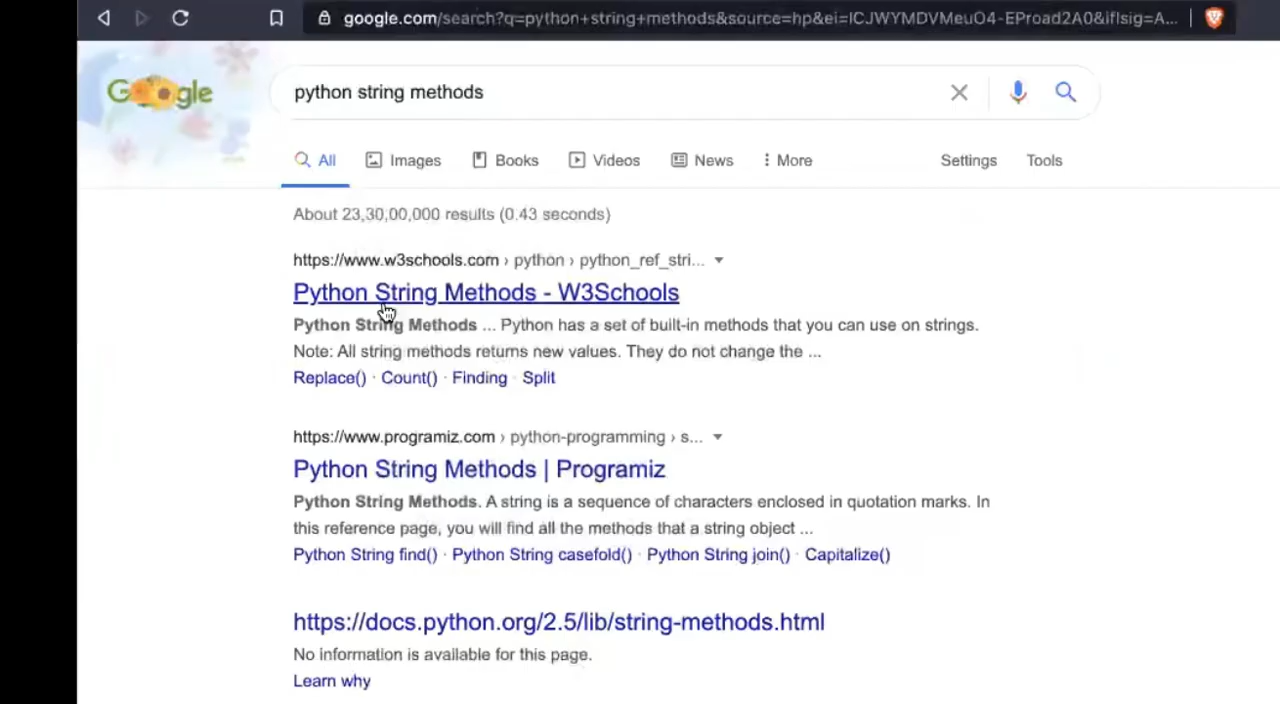 google.com/search?q=python+string+methods&source=hp&ei=ICJWYMDVMeuO4-EProad2A0&iflsig=A...
Google
python string methods
All Images Books Videos News More Settings Tools
About 23,30,00,000 results (0.43 seconds)
https://www.w3schools.com › python › python_ref_stri...
Python String Methods - W3Schools
Python String Methods ... Python has a set of built-in methods that you can use on strings.
Note: All string methods returns new values. They do not change the ...
Replace() · Count() · Finding · Split
https://www.programiz.com › python-programming › s...
Python String Methods | Programiz
Python String Methods. A string is a sequence of characters enclosed in quotation marks. In
this reference page, you will find all the methods that a string object ...
Python String find() · Python String casefold() · Python String join() · Capitalize()
https://docs.python.org/2.5/lib/string-methods.html
No information is available for this page.
Learn why